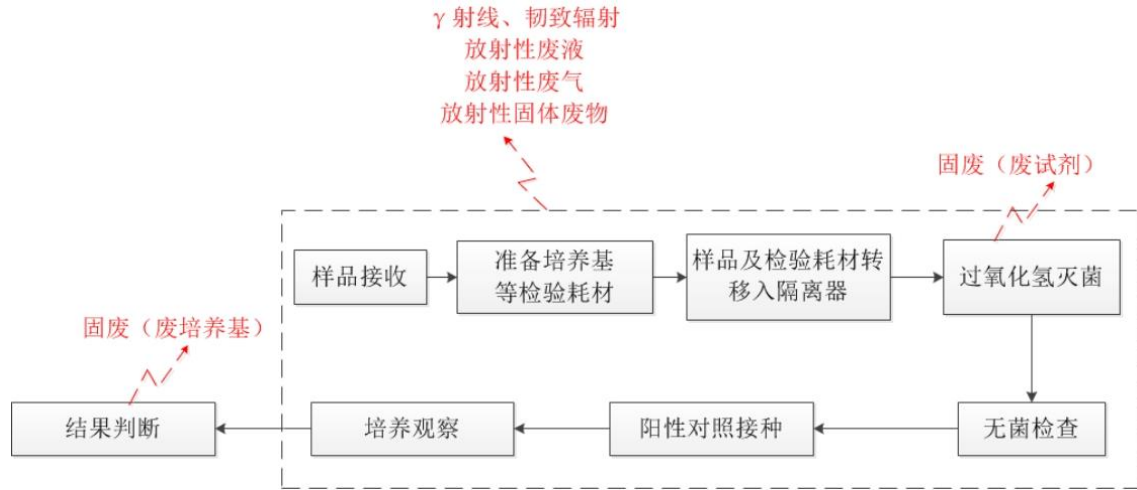 γ 射线、韧致辐射
放射性废液
放射性废气
放射性固体废物
固废（废试剂）
样品接收
准备培养基
等检验耗材
样品及检验耗材转
移入隔离器
过氧化氢灭菌
固废（废培养基）
结果判断
培养观察
阳性对照接种
无菌检查